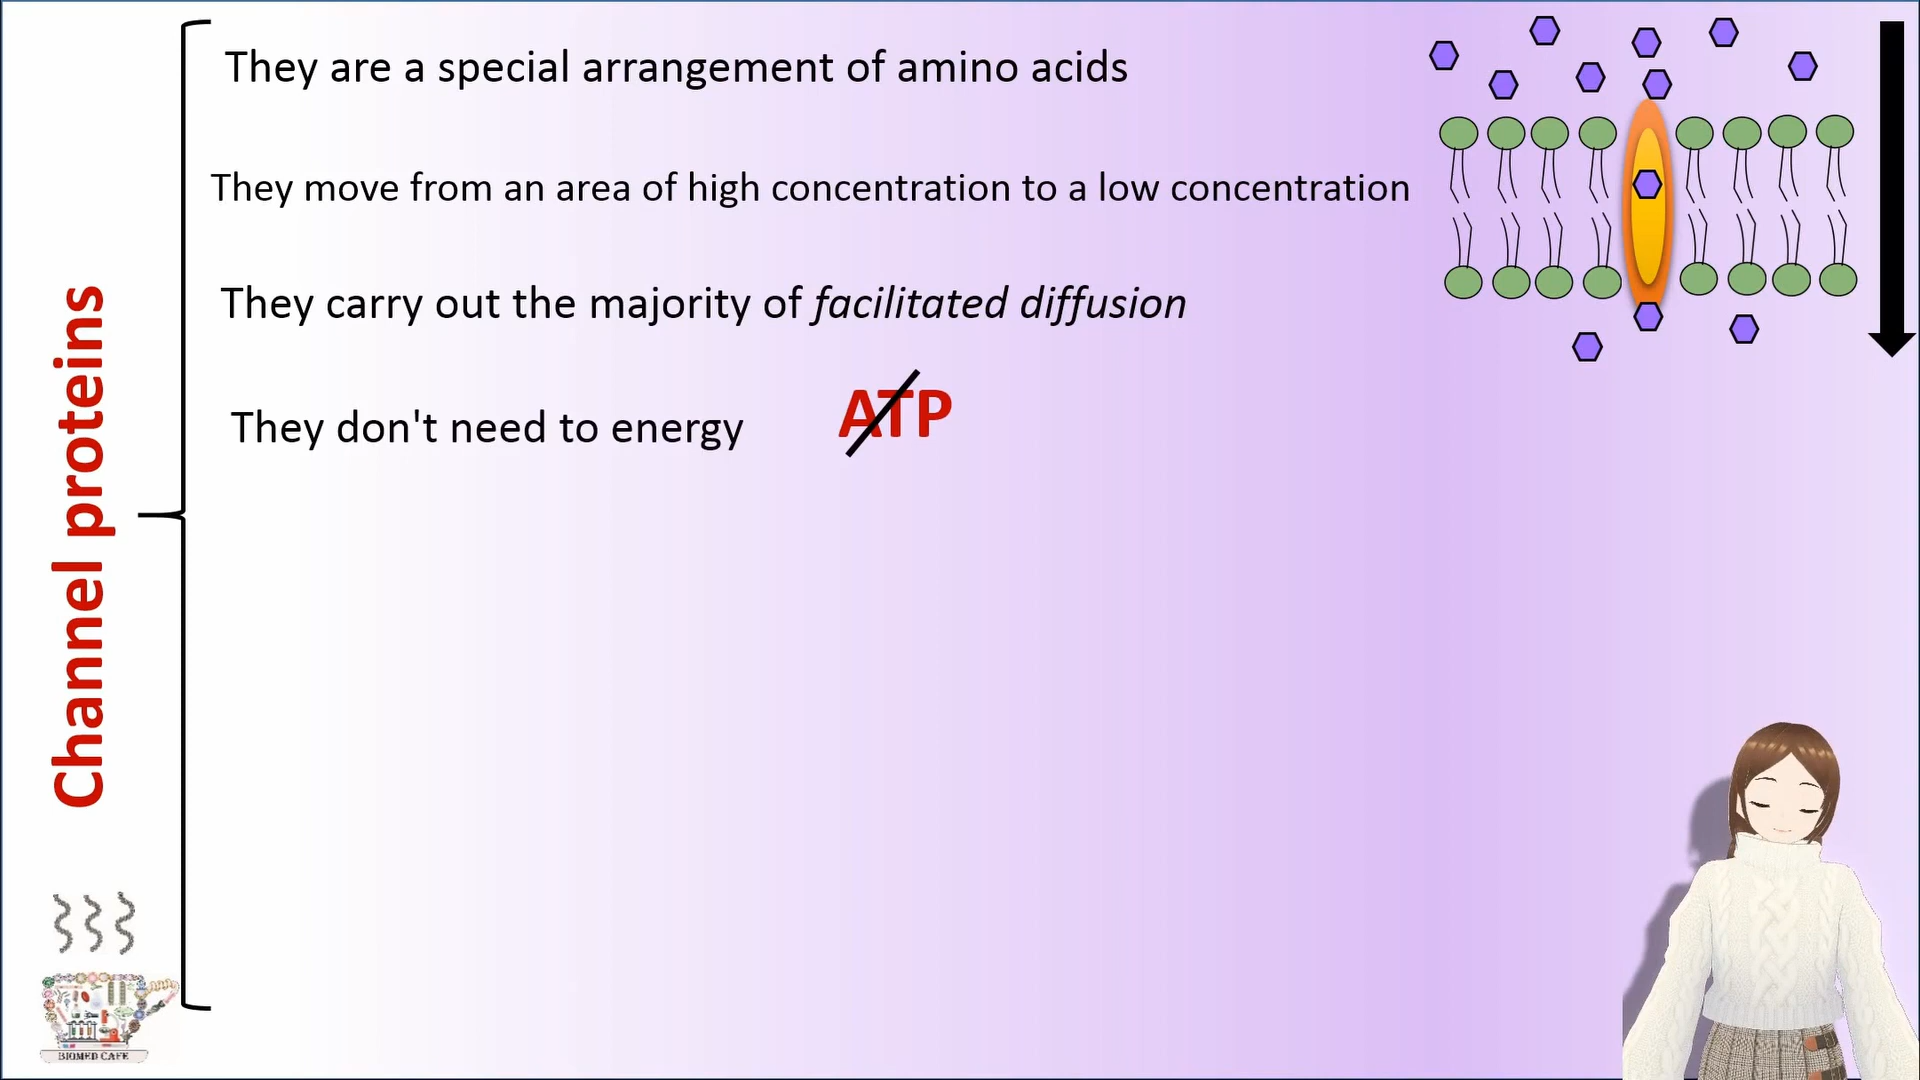 They are a special arrangement of amino acids
They move from an area of high concentration to a low concentration
They carry out the majority of facilitated diffusion
They don't need to energy
ATP
Channel proteins
BIOMED CAFE